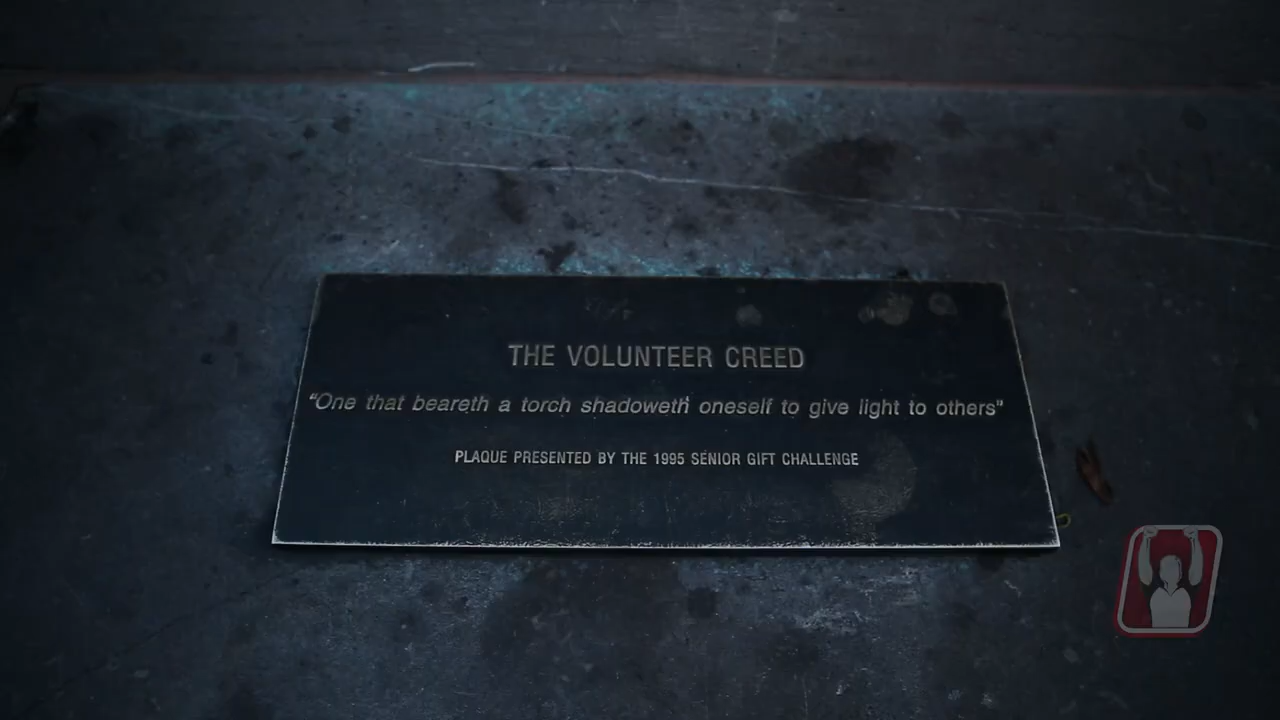 THE VOLUNTEER CREED
"One that beareth a torch shadoweth oneself to give light to others"
PLAQUE PRESENTED BY THE 1995 SENIOR GIFT CHALLENGE